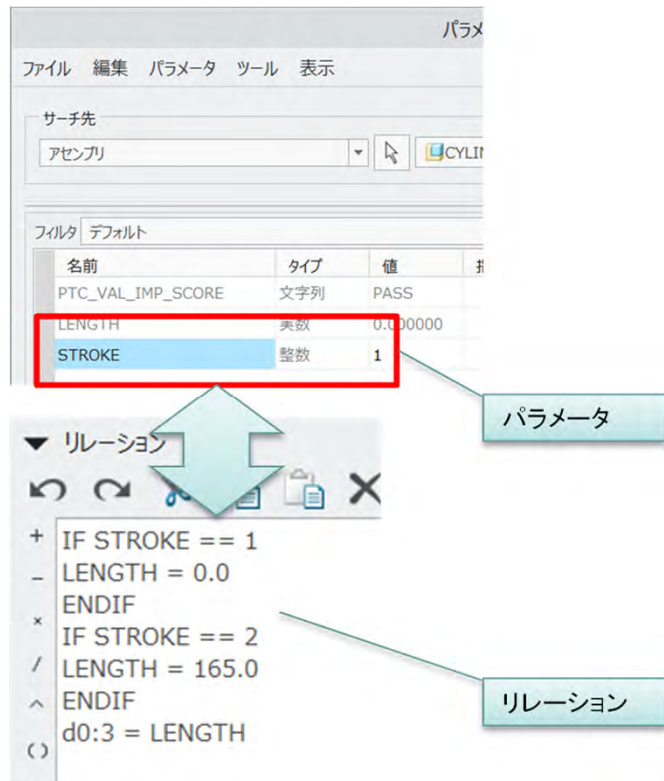 パラメ
ファイル 編集 パラメータ ツール 表示
サーチ先
アセンブリ
CYLIN
フィルタ デフォルト
名前 タイプ 値
PTC_VAL_IMP_SCORE 文字列 PASS
LENGTH 実数 0.000000
STROKE 整数 1
パラメータ
リレーション
+ IF STROKE == 1
- LENGTH = 0.0
ENDIF
× IF STROKE == 2
/ LENGTH = 165.0
^ ENDIF
d0:3 = LENGTH
()
リレーション